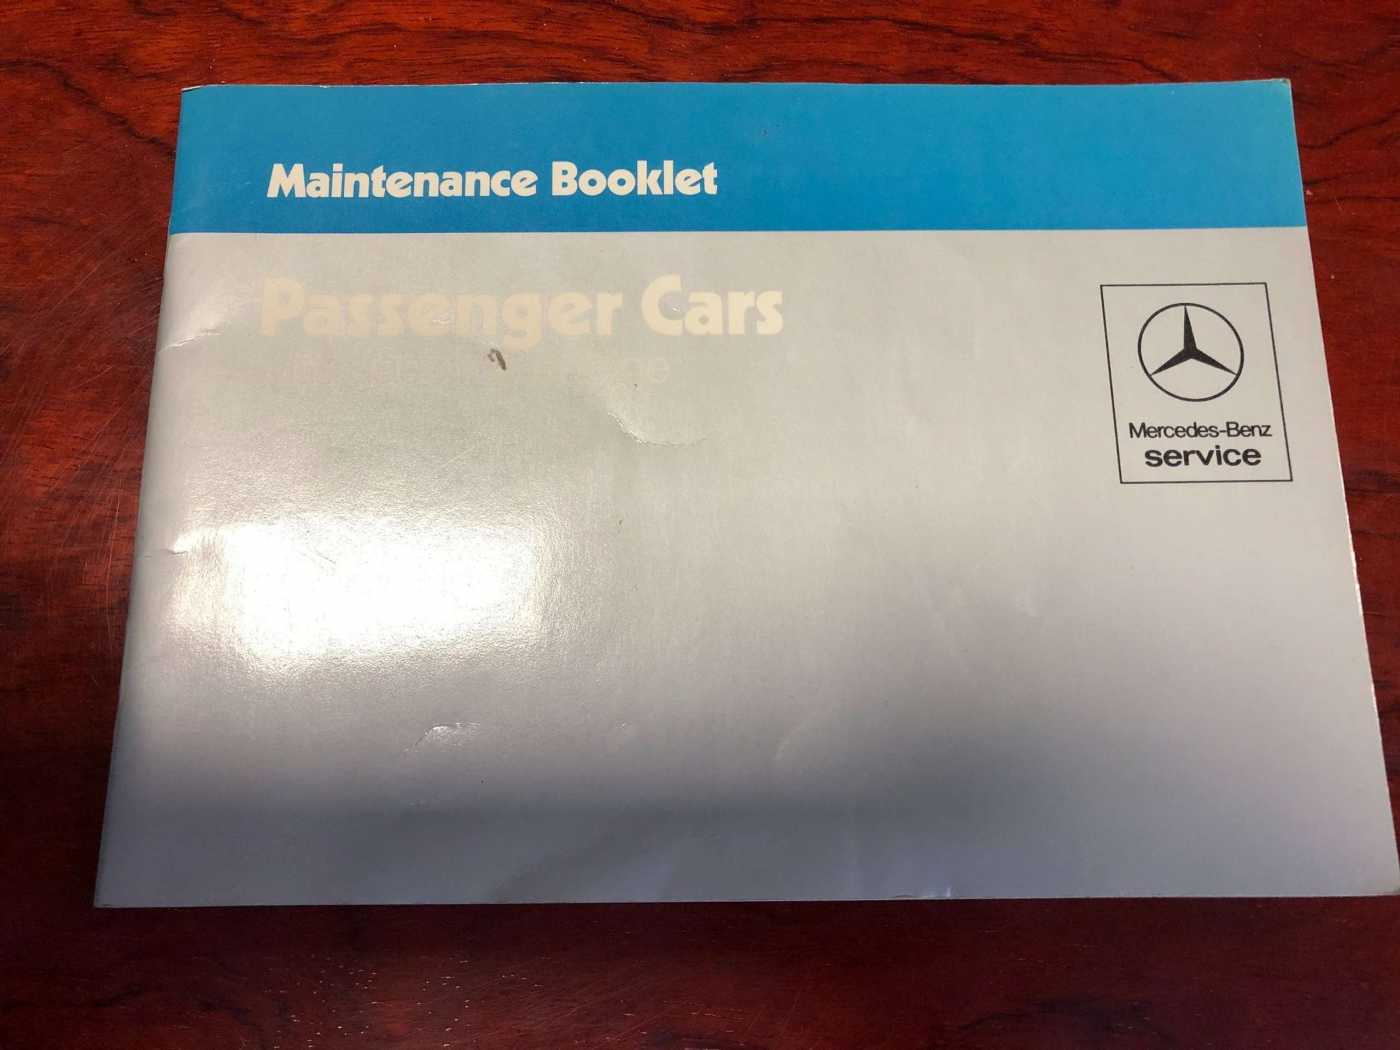 Maintenance Booklet
Passenger Cars
Mercedes-Benz
service